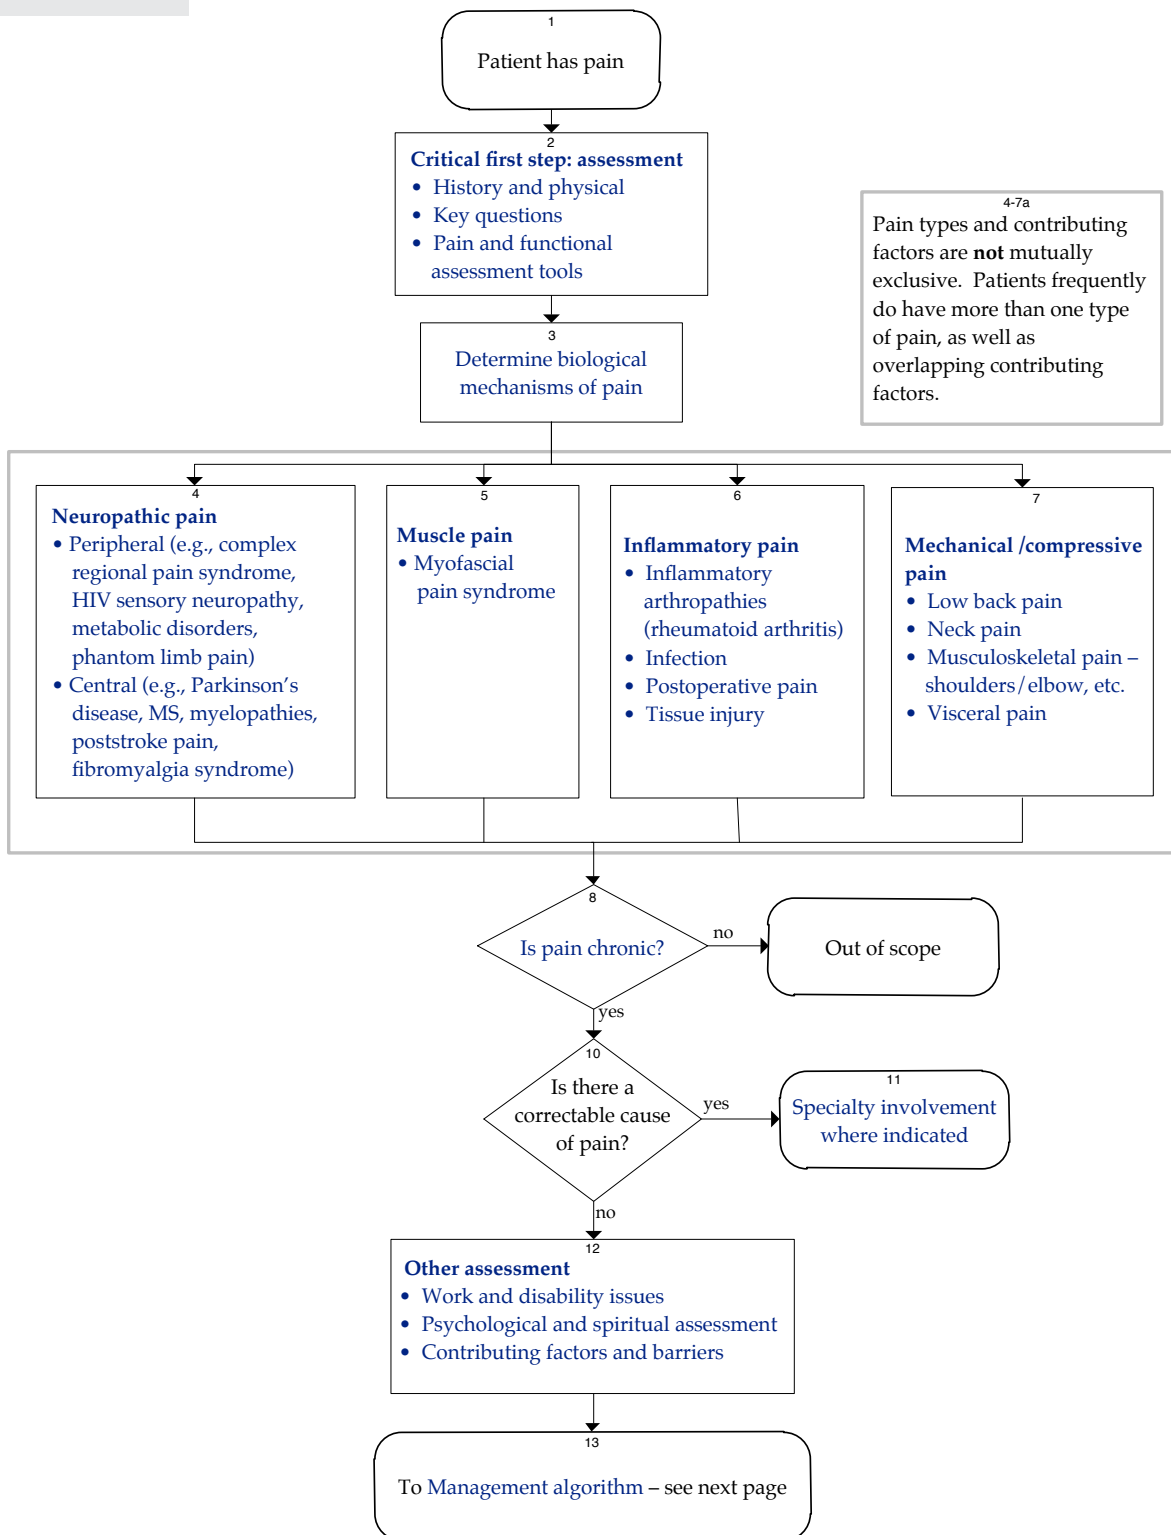 1
Patient has pain
2
Critical first step: assessment
• History and physical
• Key questions
• Pain and functional
assessment tools
4-7a
Pain types and contributing
factors are not mutually
exclusive. Patients frequently
do have more than one type
of pain, as well as
overlapping contributing
factors.
3
Determine biological
mechanisms of pain
4
Neuropathic pain
• Peripheral (e.g., complex
regional pain syndrome,
HIV sensory neuropathy,
metabolic disorders,
phantom limb pain)
• Central (e.g., Parkinson's
disease, MS, myelopathies,
poststroke pain,
fibromyalgia syndrome)
5
Muscle pain
• Myofascial
pain syndrome
6
Inflammatory pain
• Inflammatory
arthropathies
(rheumatoid arthritis)
• Infection
• Postoperative pain
• Tissue injury
7
Mechanical /compressive
pain
• Low back pain
• Neck pain
• Musculoskeletal pain –
shoulders/elbow, etc.
• Visceral pain
8
Is pain chronic?
no
Out of scope
yes
10
Is there a
correctable cause
of pain?
yes
11
Specialty involvement
where indicated
no
12
Other assessment
• Work and disability issues
• Psychological and spiritual assessment
• Contributing factors and barriers
13
To Management algorithm – see next page